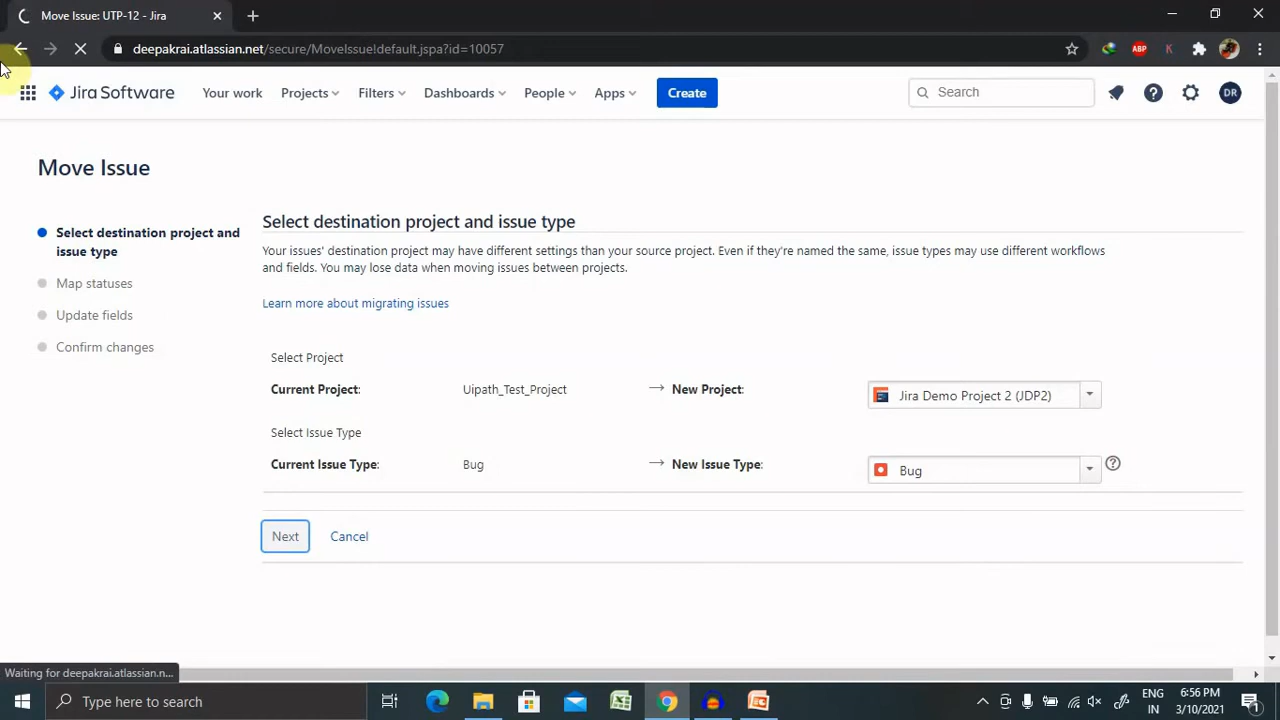 Move Issue: UTP-12 - Jira
deepakrai.atlassian.net/secure/MoveIssue!default.jspa?id=10057
ABP
K
Jira Software
Your work
Projects
Filters
Dashboards
People
Apps
Create
Search
DR
Move Issue
Select destination project and
issue type
Map statuses
Update fields
Confirm changes
Select destination project and issue type
Your issues' destination project may have different settings than your source project. Even if they're named the same, issue types may use different workflows
and fields. You may lose data when moving issues between projects.
Learn more about migrating issues
Select Project
Current Project: Uipath_Test_Project → New Project: Jira Demo Project 2 (JDP2)
Select Issue Type
Current Issue Type: Bug → New Issue Type: Bug
Next Cancel
Waiting for deepakrai.atlassian.n...
Type here to search
ENG
IN
6:56 PM
3/10/2021
1